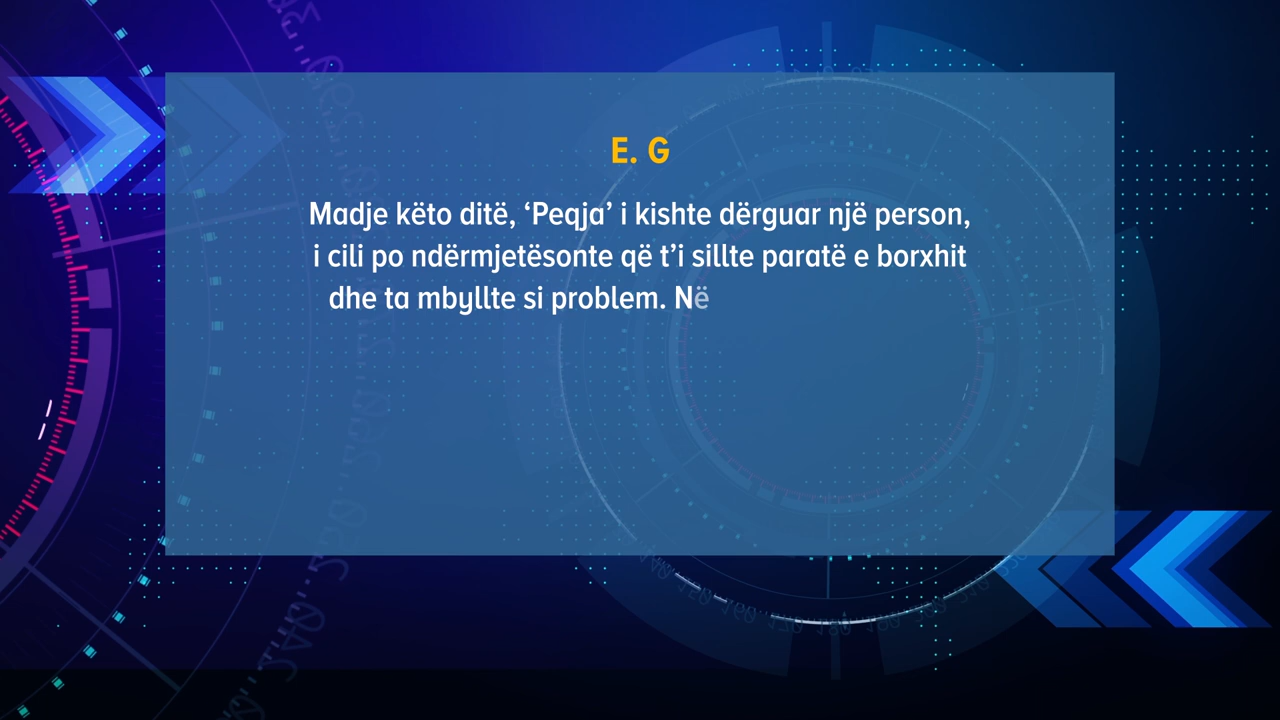 E. G
Madje këto ditë, ‘Peqja’ i kishte dërguar një person,
i cili po ndërmjetësonte që t’i sillte paratë e borxhit
dhe ta mbyllte si problem. Në